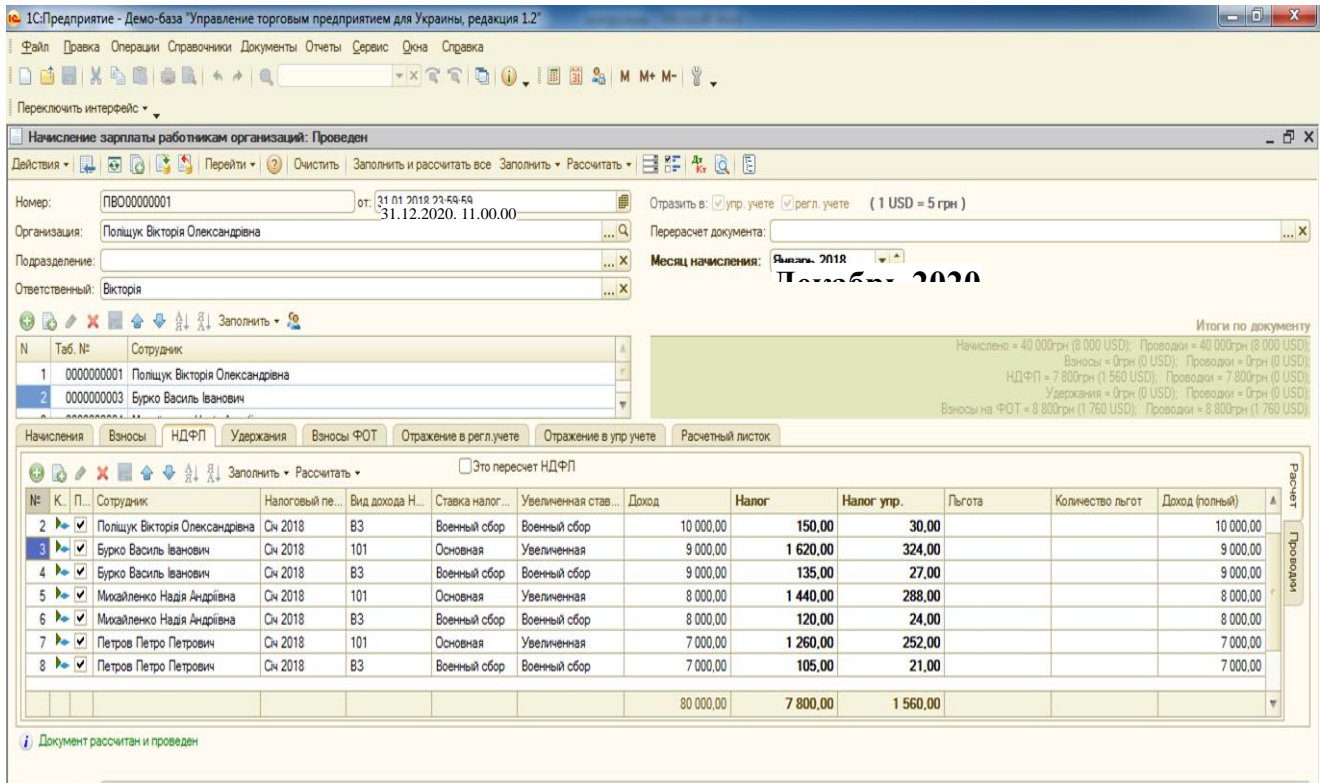 1С:Предприятие - Демо-база "Управление торговым предприятием для Украины, редакция 1.2"
Файл Правка Операции Справочники Документы Отчеты Сервис Окна Справка
M M+ M-
Переключить интерфейс
Начисление зарплаты работникам организаций: Проведен
Действия Перейти Очистить Заполнить и рассчитать все Заполнить Рассчитать
Номер: ПВО00000001 от: 31.01.2018 23:59:59 Отразить в: упр. учете регл. учете ( 1 USD = 5 грн )
31.12.2020. 11.00.00
Организация: Поліщук Вікторія Олександрівна Перерасчет документа:
Подразделение: Месяц начисления: Январь 2018
Декабрь 2020
Ответственный: Вікторія
Заполнить
Итоги по документу
N Таб. № Сотрудник
Начислено = 40 000грн (8 000 USD); Проводки = 40 000грн (8 000 USD);
Взносы = 0грн (0 USD); Проводки = 0грн (0 USD);
1 0000000001 Поліщук Вікторія Олександрівна
НДФЛ = 7 800грн (1 560 USD); Проводки = 7 800грн (0 USD);
2 0000000003 Бурко Василь Іванович
Удержания = 0грн (0 USD); Проводки = 0грн (0 USD);
Взносы на ФОТ = 8 800грн (1 760 USD); Проводки = 8 800грн (1 760 USD);
Начисления Взносы НДФЛ Удержания Взносы ФОТ Отражение в регл.учете Отражение в упр учете Расчетный листок
Заполнить Рассчитать Это пересчет НДФЛ
Расчет
Проводки
№ К.. П... Сотрудник Налоговый пе... Вид дохода Н... Ставка налог... Увеличенная став... Доход Налог Налог упр. Льгота Количество льгот Доход (полный)
2 Поліщук Вікторія Олександрівна Січ 2018 ВЗ Военный сбор Военный сбор 10 000,00 150,00 30,00 10 000,00
3 Бурко Василь Іванович Січ 2018 101 Основная Увеличенная 9 000,00 1 620,00 324,00 9 000,00
4 Бурко Василь Іванович Січ 2018 ВЗ Военный сбор Военный сбор 9 000,00 135,00 27,00 9 000,00
5 Михайленко Надія Андріївна Січ 2018 101 Основная Увеличенная 8 000,00 1 440,00 288,00 8 000,00
6 Михайленко Надія Андріївна Січ 2018 ВЗ Военный сбор Военный сбор 8 000,00 120,00 24,00 8 000,00
7 Петров Петро Петрович Січ 2018 101 Основная Увеличенная 7 000,00 1 260,00 252,00 7 000,00
8 Петров Петро Петрович Січ 2018 ВЗ Военный сбор Военный сбор 7 000,00 105,00 21,00 7 000,00
80 000,00 7 800,00 1 560,00
Документ рассчитан и проведен